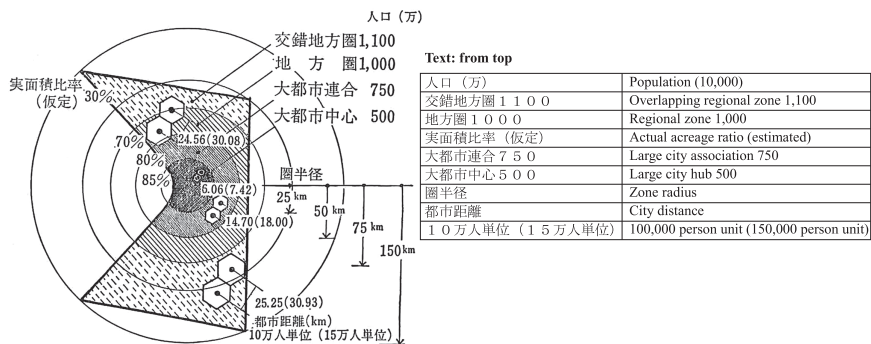 人口(万)
交錯地方圏1,100
地 方 圏1,000
大都市連合 750
大都市中心 500
実面積比率
(仮定)
30%
70%
80%
85%
24.56(30.08)
6.06(7.42)
14.70(18.00)
圏半径
25km
50km
75km
150km
25.25(30.93)
都市距離(km)
10万人単位(15万人単位)
Text: from top
人口(万) Population (10,000)
交錯地方圏1100 Overlapping regional zone 1,100
地方圏1000 Regional zone 1,000
実面積比率(仮定) Actual acreage ratio (estimated)
大都市連合750 Large city association 750
大都市中心500 Large city hub 500
圏半径 Zone radius
都市距離 City distance
10万人単位(15万人単位) 100,000 person unit (150,000 person unit)